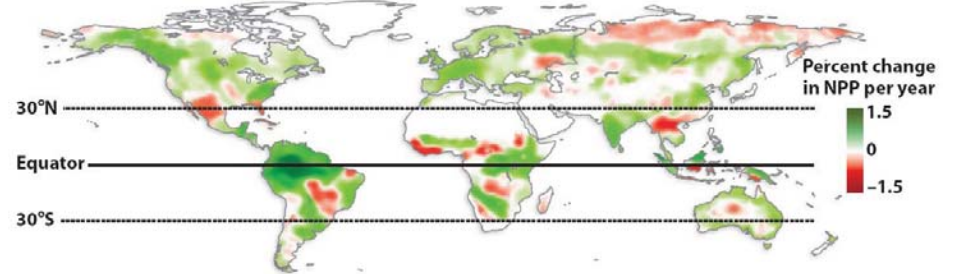 Percent change
in NPP per year
30°N
1.5
0
Equator
–1.5
30°S